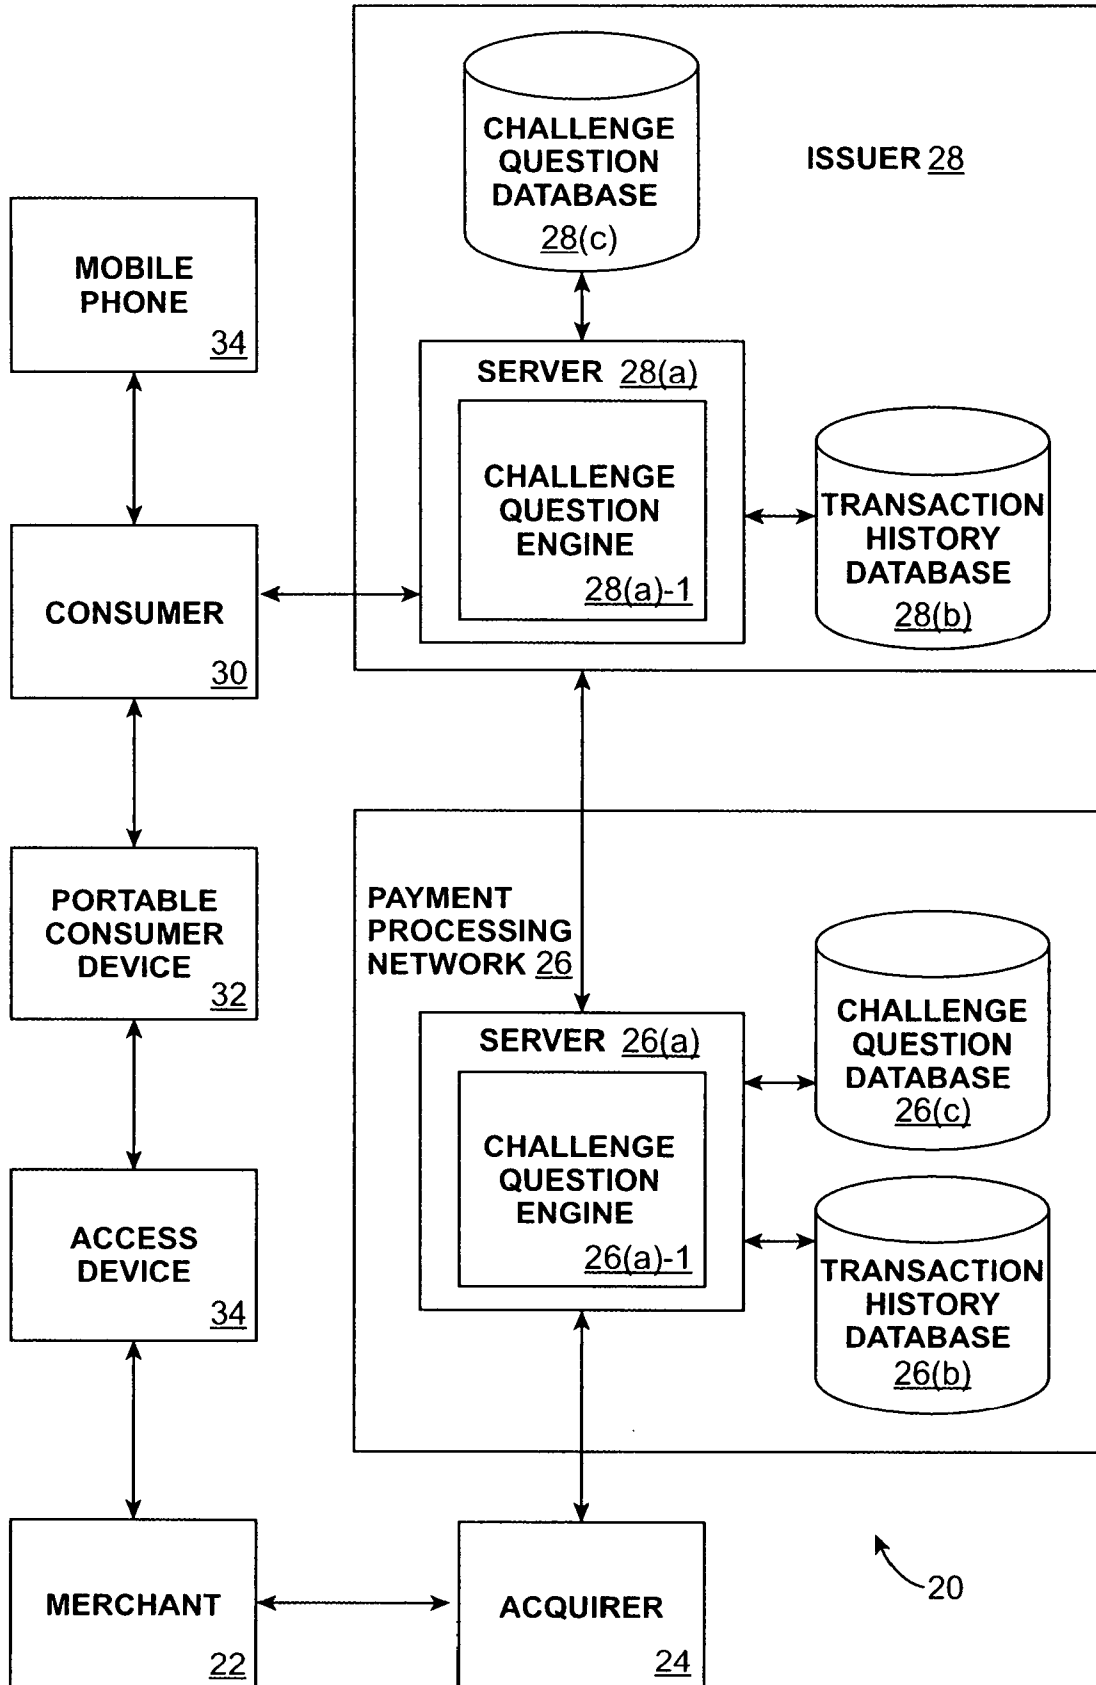 CHALLENGE
QUESTION
DATABASE
28(c)
ISSUER 28
MOBILE
PHONE
34
SERVER 28(a)
CHALLENGE
QUESTION
ENGINE
28(a)-1
TRANSACTION
HISTORY
DATABASE
28(b)
CONSUMER
30
PORTABLE
CONSUMER
DEVICE
32
PAYMENT
PROCESSING
NETWORK 26
SERVER 26(a)
CHALLENGE
QUESTION
ENGINE
26(a)-1
CHALLENGE
QUESTION
DATABASE
26(c)
TRANSACTION
HISTORY
DATABASE
26(b)
ACCESS
DEVICE
34
MERCHANT
22
ACQUIRER
24
20